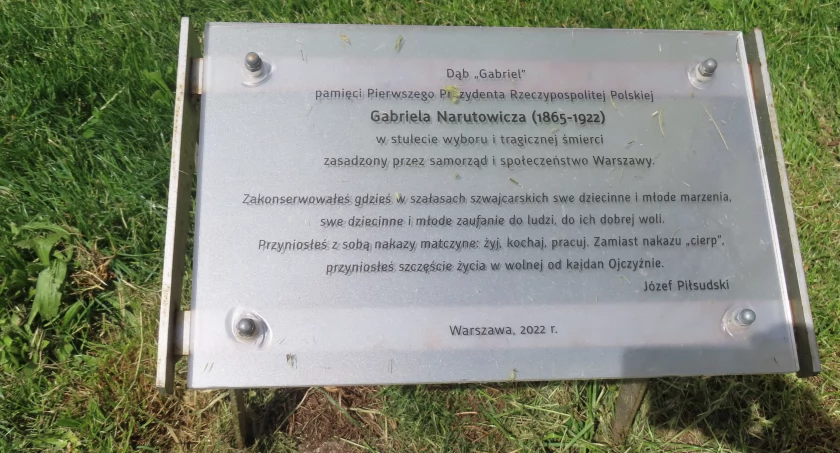 Dąb „Gabriel”
pamięci Pierwszego Prezydenta Rzeczypospolitej Polskiej
Gabriela Narutowicza (1865-1922)
w stulecie wyboru i tragicznej śmierci
zasadzony przez samorząd i społeczeństwo Warszawy.
Zakonserwowałeś gdzieś w szałasach szwajcarskich swe dziecinne i młode marzenia,
swe dziecinne i młode zaufanie do ludzi, do ich dobrej woli.
Przyniosłeś z sobą nakazy matczyne: żyj, kochaj, pracuj. Zamiast nakazu „cierp”,
przyniosłeś szczęście życia w wolnej od kajdan Ojczyźnie.
Józef Piłsudski
Warszawa, 2022 r.